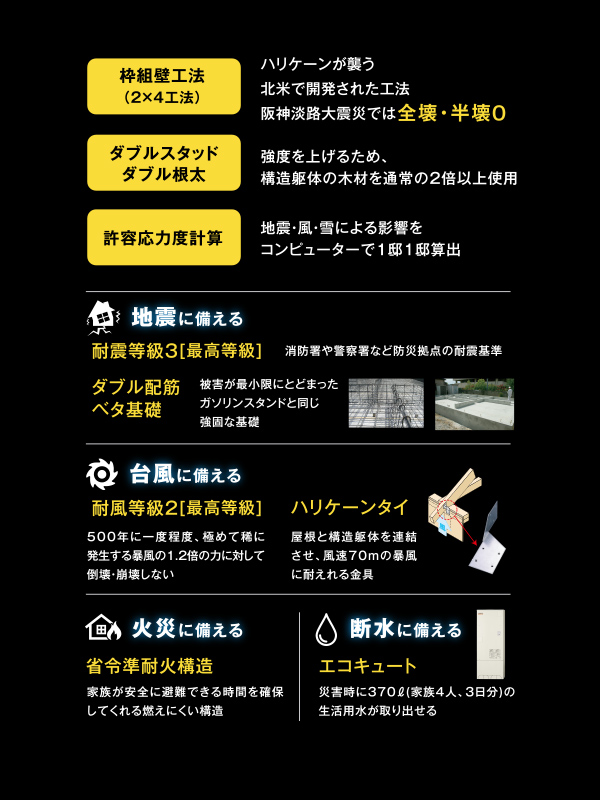 枠組壁工法
（2×4工法）
ハリケーンが襲う
北米で開発された工法
阪神淡路大震災では全壊・半壊0
ダブルスタッド
ダブル根太
強度を上げるため、
構造躯体の木材を通常の2倍以上使用
許容応力度計算
地震・風・雪による影響を
コンピューターで1邸1邸算出
地震に備える
耐震等級3[最高等級]
消防署や警察署など防災拠点の耐震基準
ダブル配筋
ベタ基礎
被害が最小限にとどまった
ガソリンスタンドと同じ
強固な基礎
台風に備える
耐風等級2[最高等級]
500年に一度程度、極めて稀に
発生する暴風の1.2倍の力に対して
倒壊・崩壊しない
ハリケーンタイ
屋根と構造躯体を連結
させ、風速70mの暴風
に耐えれる金具
火災に備える
省令準耐火構造
家族が安全に避難できる時間を確保
してくれる燃えにくい構造
断水に備える
エコキュート
災害時に370ℓ(家族4人、3日分)の
生活用水が取り出せる